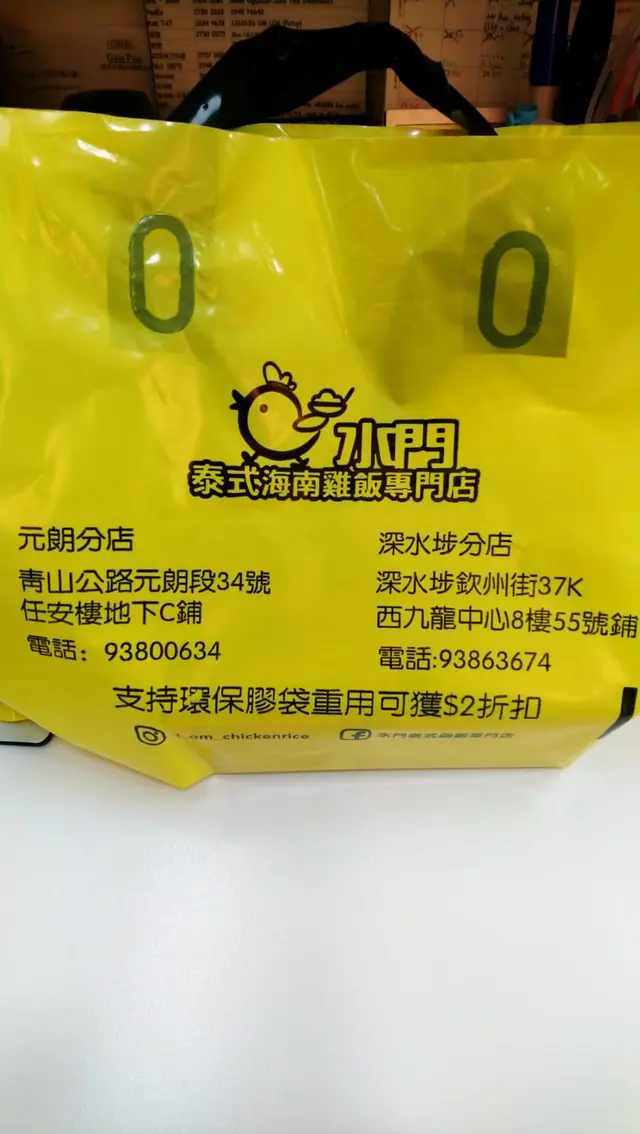 水門
泰式海南雞飯專門店
元朗分店
青山公路元朗段34號
任安樓地下C鋪
電話：93800634
深水埗分店
深水埗欽州街37K
西九龍中心8樓55號鋪
電話:93863674
支持環保膠袋重用可獲$2折扣